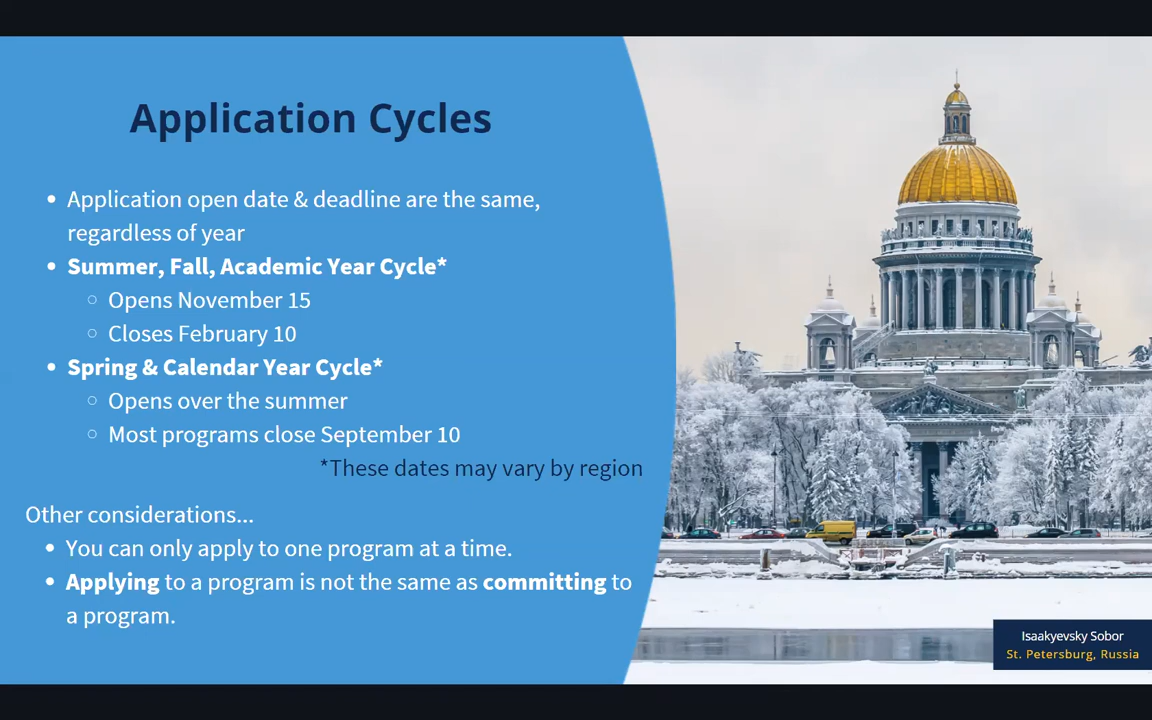 Application Cycles
• Application open date & deadline are the same,
regardless of year
• Summer, Fall, Academic Year Cycle*
○ Opens November 15
○ Closes February 10
• Spring & Calendar Year Cycle*
○ Opens over the summer
○ Most programs close September 10
*These dates may vary by region
Other considerations...
• You can only apply to one program at a time.
• Applying to a program is not the same as committing to
a program.
Isaakyevsky Sobor
St. Petersburg, Russia